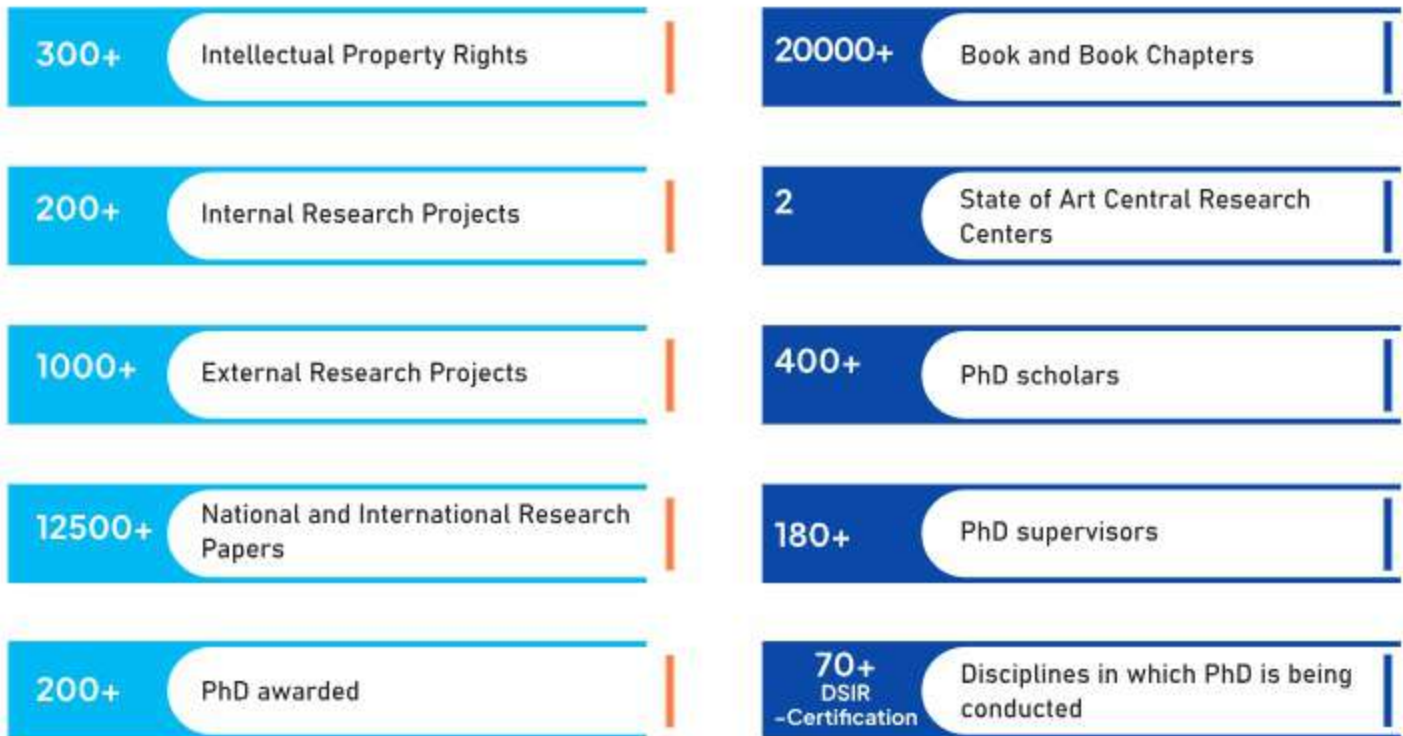 300+
Intellectual Property Rights
20000+
Book and Book Chapters
200+
Internal Research Projects
2
State of Art Central Research
Centers
1000+
External Research Projects
400+
PhD scholars
12500+
National and International Research
Papers
180+
PhD supervisors
200+
PhD awarded
70+
DSIR
-Certification
Disciplines in which PhD is being
conducted